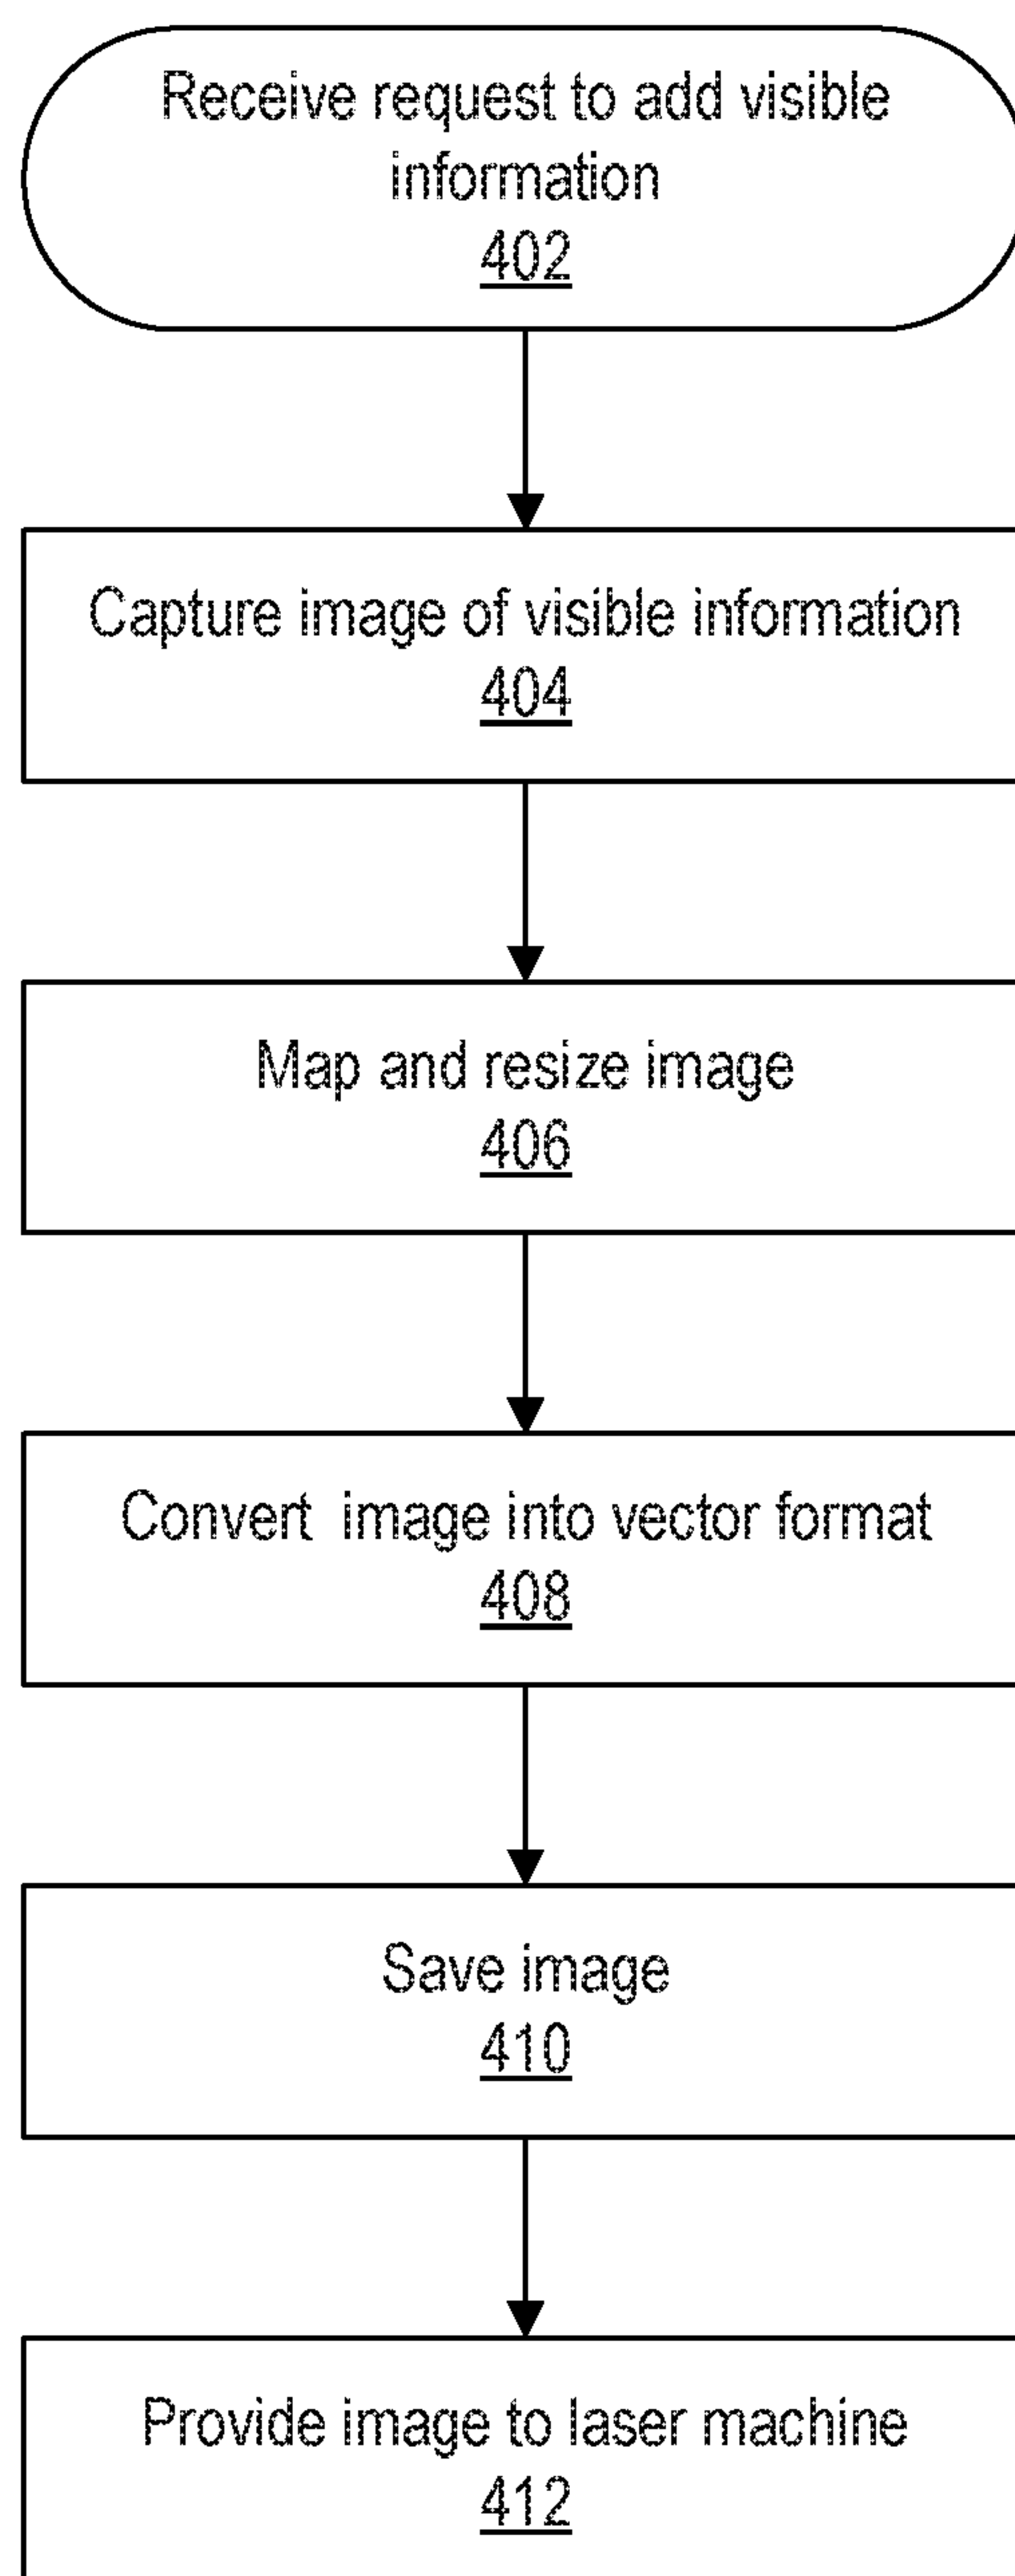 Receive request to add visible
information
402
Capture image of visible information
404
Map and resize image
406
Convert image into vector format
408
Save image
410
Provide image to laser machine
412